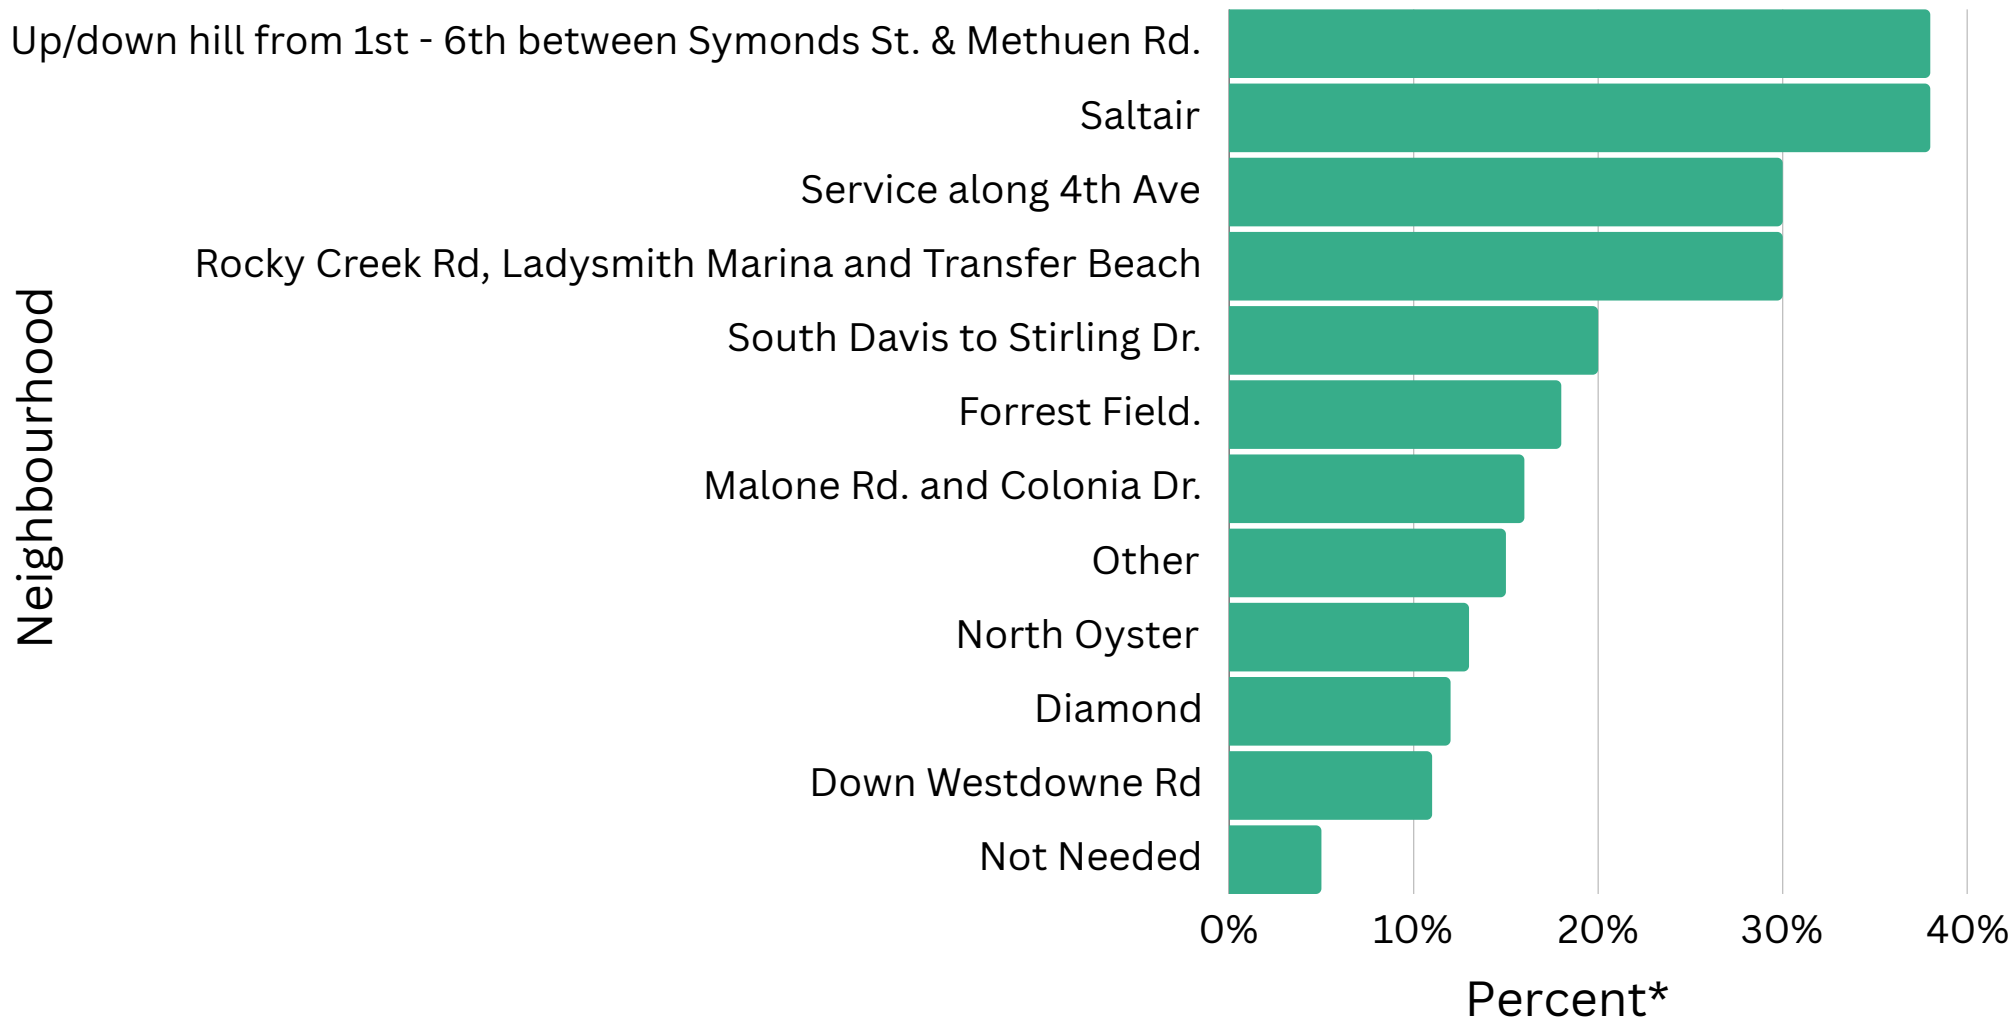 Up/down hill from 1st - 6th between Symonds St. & Methuen Rd.
Saltair
Service along 4th Ave
Rocky Creek Rd, Ladysmith Marina and Transfer Beach
South Davis to Stirling Dr.
Forrest Field.
Malone Rd. and Colonia Dr.
Other
North Oyster
Diamond
Down Westdowne Rd
Not Needed
Neighbourhood
0% 10% 20% 30% 40%
Percent*